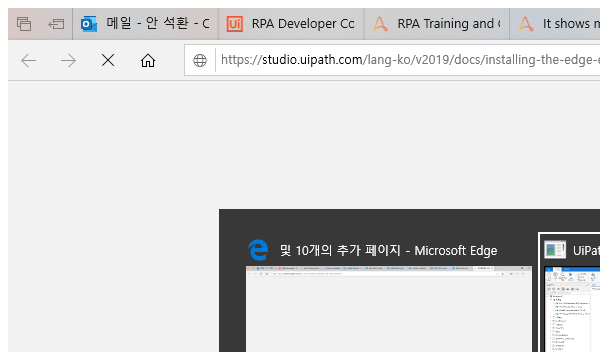 메일 - 안 석환 - O
RPA Developer Co
RPA Training and C
It shows m
https://studio.uipath.com/lang-ko/v2019/docs/installing-the-edge-e
및 10개의 추가 페이지 - Microsoft Edge
UiPat